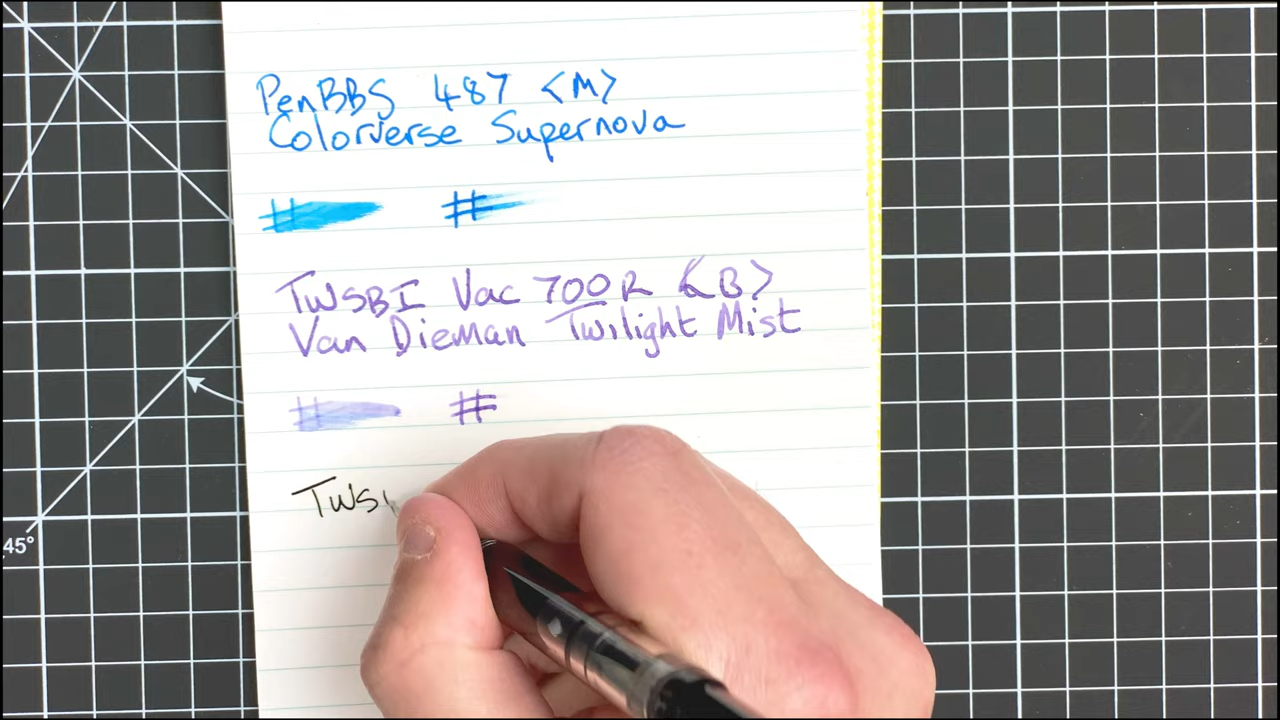 PenBBS 487 <M>
Colorverse Supernova
# #
TWSBI Vac 700R <B>
Van Dieman Twilight Mist
# #
TWS
45°